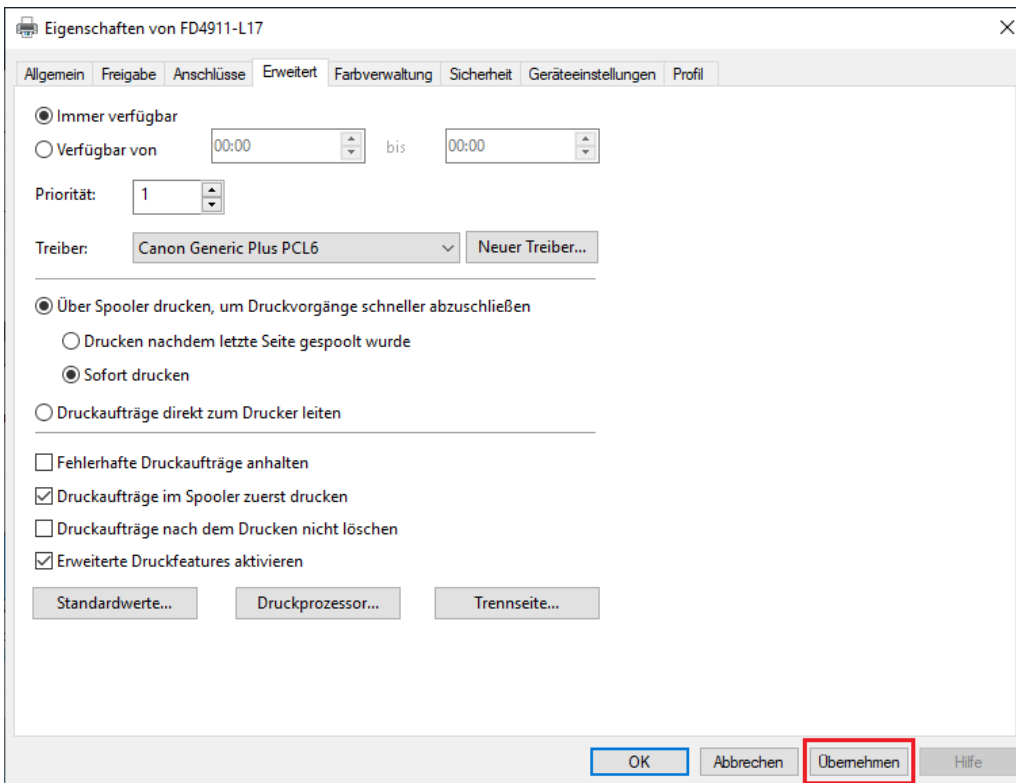 Eigenschaften von FD4911-L17
Allgemein Freigabe Anschlüsse Erweitert Farbverwaltung Sicherheit Geräteeinstellungen Profil
Immer verfügbar
Verfügbar von 00:00 bis 00:00
Priorität: 1
Treiber: Canon Generic Plus PCL6 Neuer Treiber...
Über Spooler drucken, um Druckvorgänge schneller abzuschließen
Drucken nachdem letzte Seite gespoolt wurde
Sofort drucken
Druckaufträge direkt zum Drucker leiten
Fehlerhafte Druckaufträge anhalten
Druckaufträge im Spooler zuerst drucken
Druckaufträge nach dem Drucken nicht löschen
Erweiterte Druckfeatures aktivieren
Standardwerte... Druckprozessor... Trennseite...
OK Abbrechen Übernehmen Hilfe